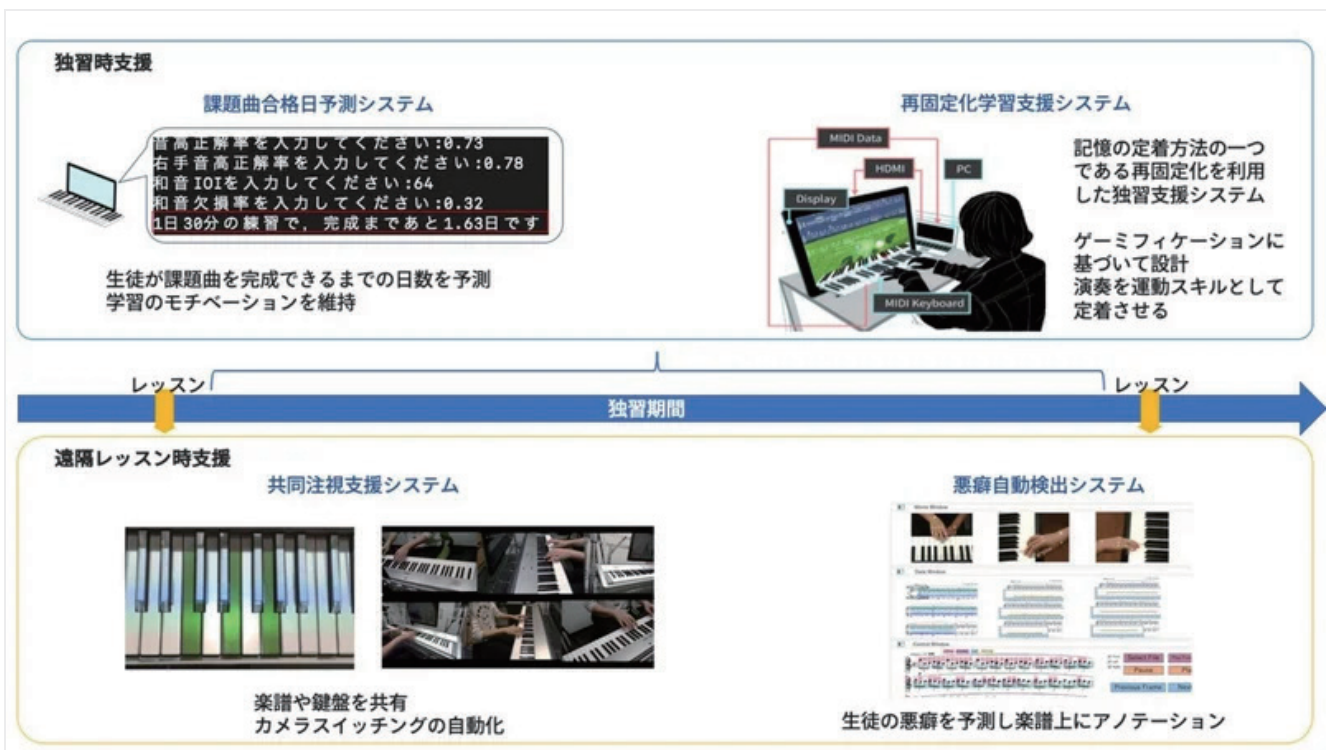 独習時支援
課題曲合格日予測システム
音高正解率を入力してください:0.73
右手音高正解率を入力してください:0.78
和音IOIを入力してください:64
和音欠損率を入力してください:0.32
1日30分の練習で，完成まであと1.63日です
生徒が課題曲を完成できるまでの日数を予測
学習のモチベーションを維持
再固定化学習支援システム
MIDI Data
HDMI
PC
Display
MIDI Keyboard
記憶の定着方法の一つ
である再固定化を利用
した独習支援システム
ゲーミフィケーションに
基づいて設計
演奏を運動スキルとして
定着させる
レッスン
レッスン
独習期間
遠隔レッスン時支援
共同注視支援システム
楽譜や鍵盤を共有
カメラスイッチングの自動化
悪癖自動検出システム
Select File
Pause
Previous Frame
生徒の悪癖を予測し楽譜上にアノテーション